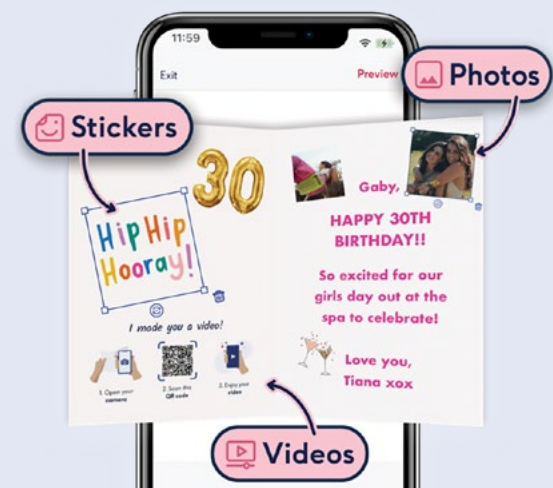 11:59
Exit
Preview
Photos
Stickers
30
Hip Hip
Hooray!
I made you a video!
1. Open your
camera
2. Scan this
QR code
3. Enjoy your
video
Gaby,
HAPPY 30TH
BIRTHDAY!!
So excited for our
girls day out at the
spa to celebrate!
Love you,
Tiana xox
Videos